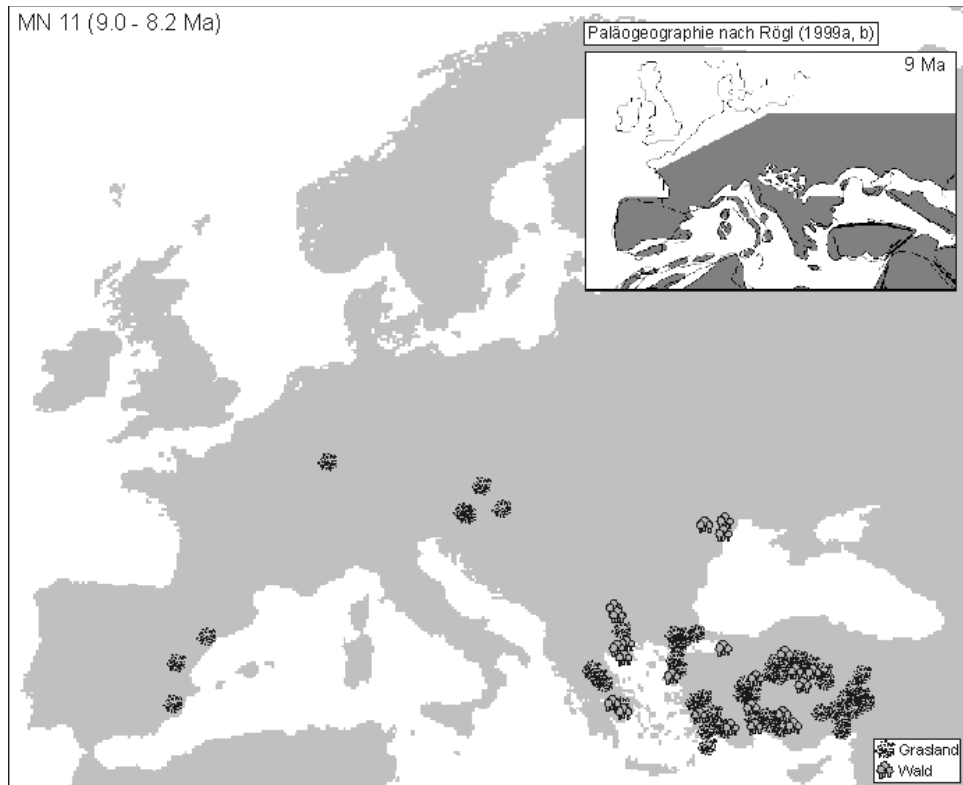 MN 11 (9.0 - 8.2 Ma)
Paläogeographie nach Rögl (1999a, b)
9 Ma
Grasland
Wald